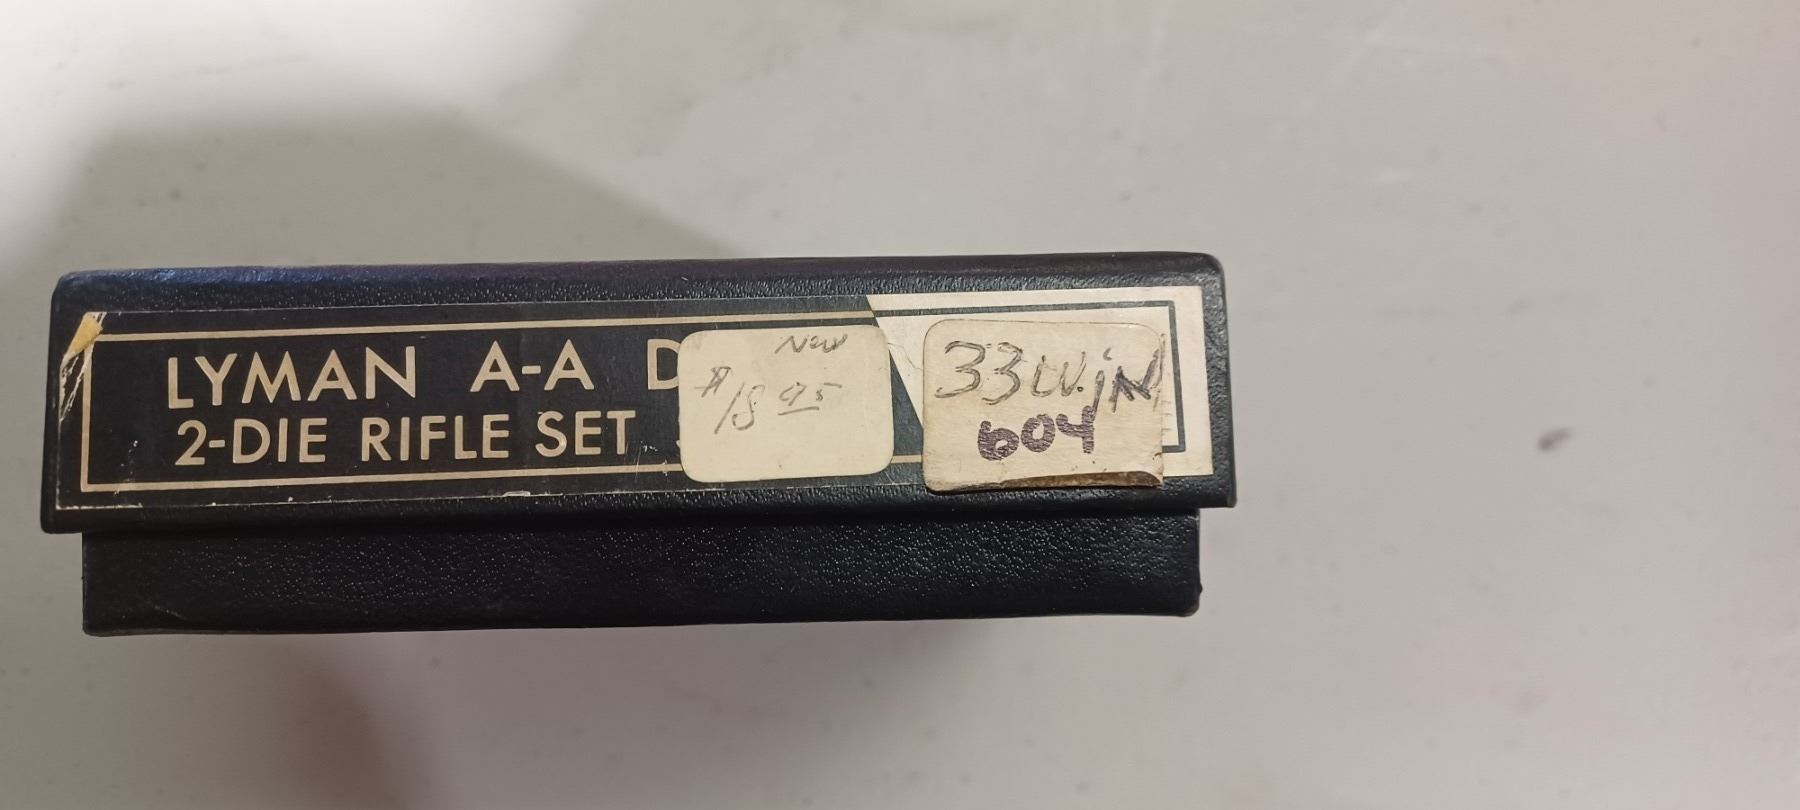 LYMAN A-A D
2-DIE RIFLE SET
New
$18 95
33 WiN
604